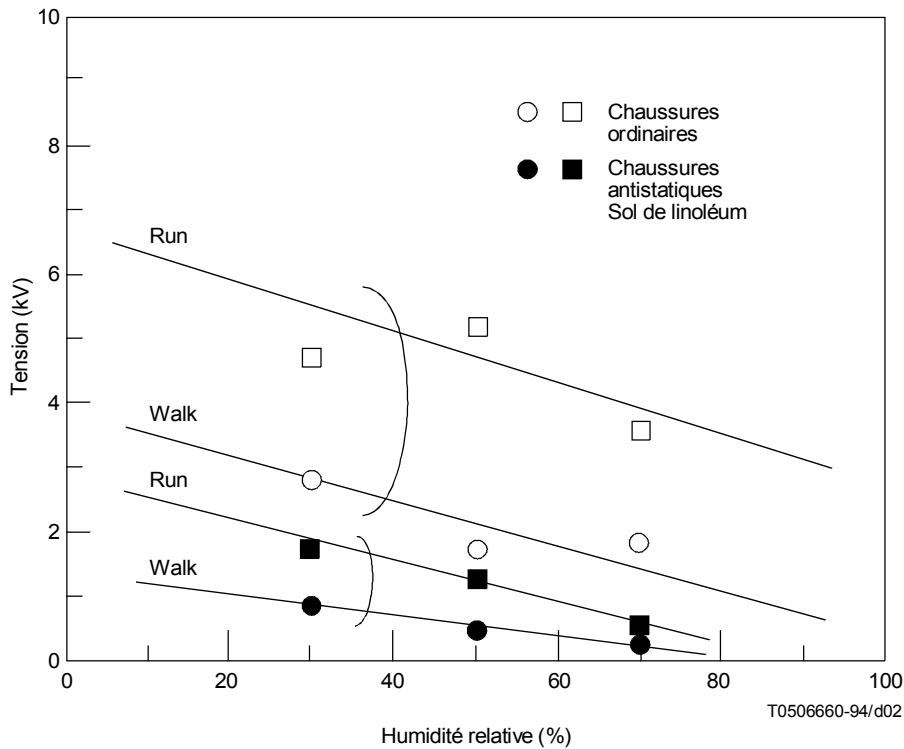 10
8
6
4
2
0
Tension (kV)
Chaussures
ordinaires
Chaussures
antistatiques
Sol de linoléum
Run
Walk
Run
Walk
0
20
40
60
80
100
T0506660-94/d02
Humidité relative (%)